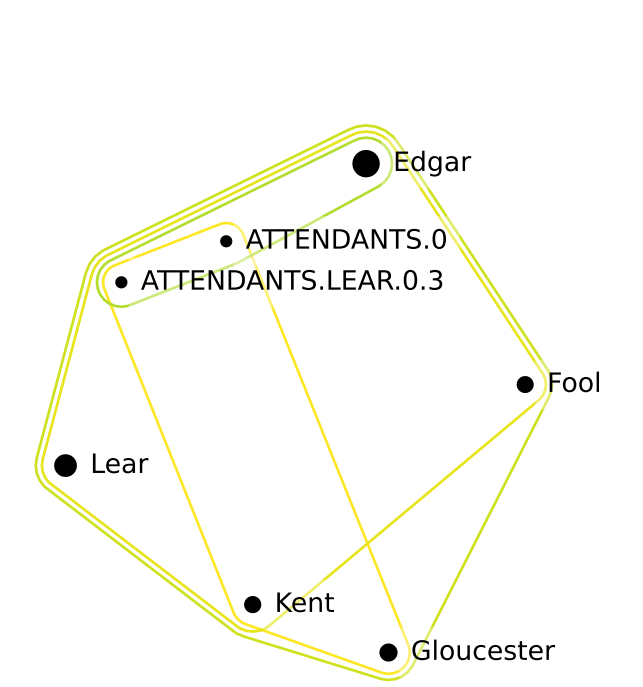 Edgar
ATTENDANTS.0
ATTENDANTS.LEAR.0.3
Fool
Lear
Kent
Gloucester